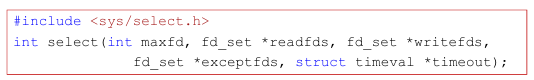 #include <sys/select.h>
int select(int maxfd, fd_set *readfds, fd_set *writefds,
fd_set *exceptfds, struct timeval *timeout);